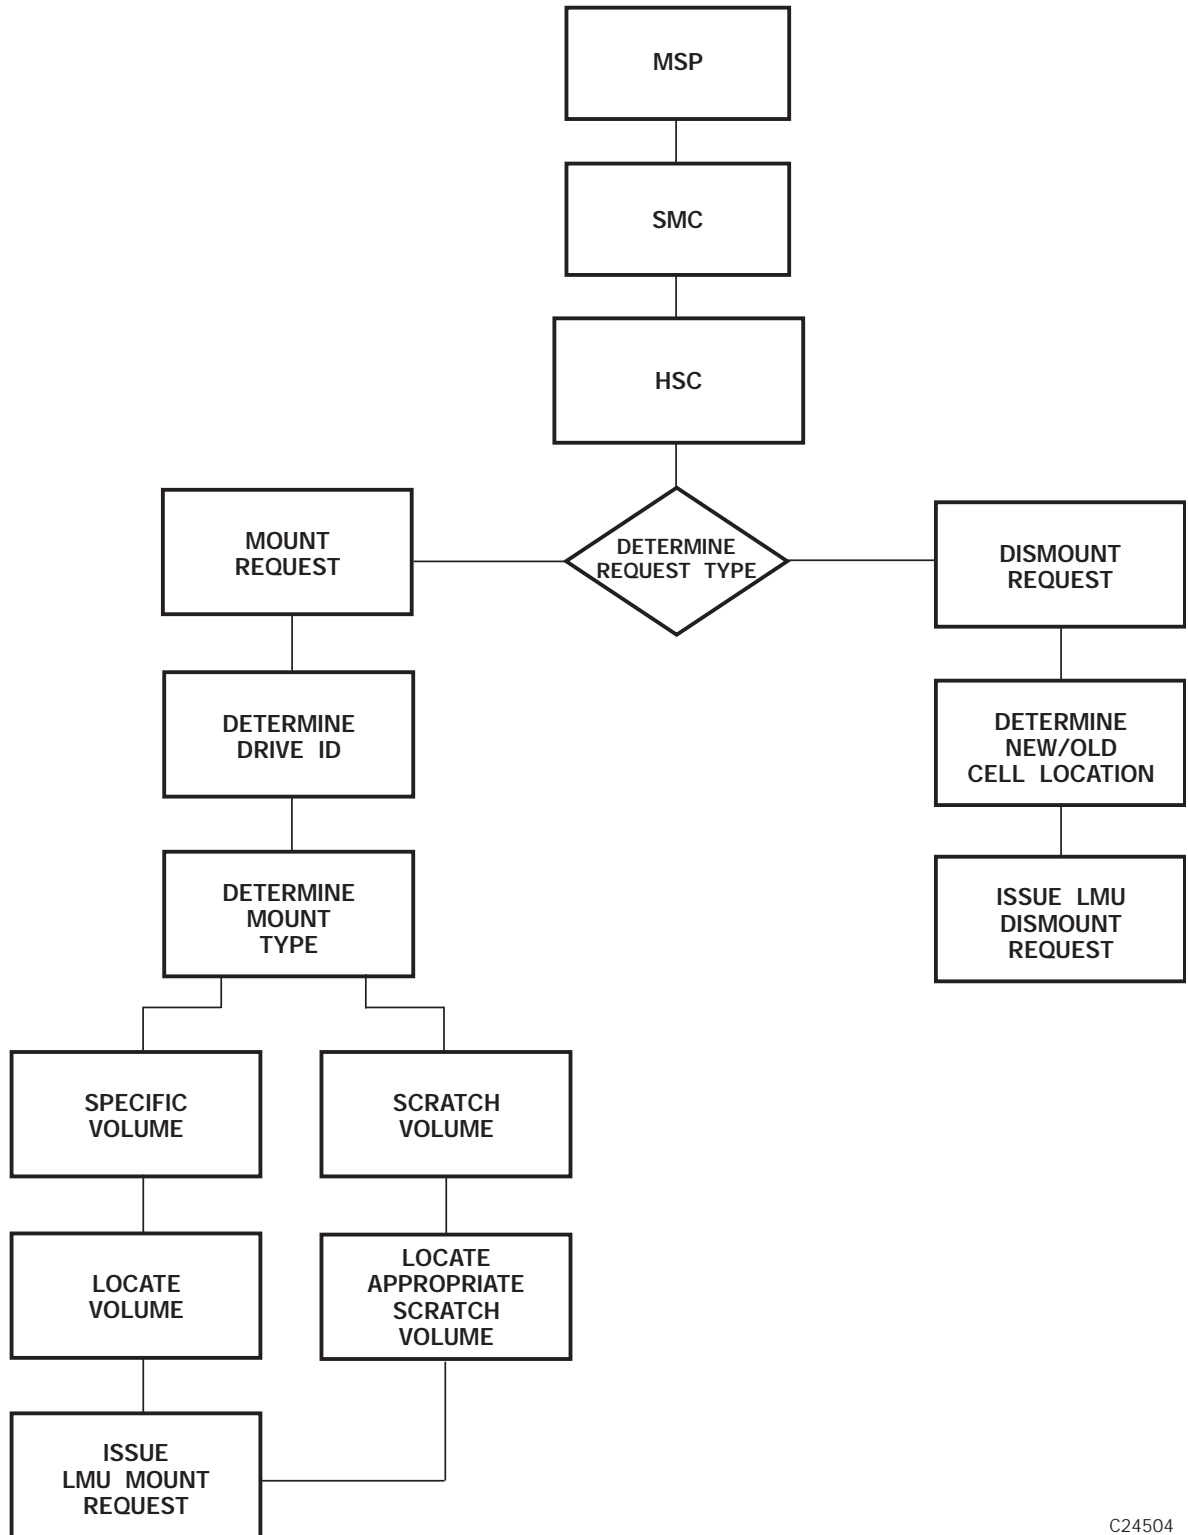 MSP
SMC
HSC
DETERMINE
REQUEST TYPE
MOUNT
REQUEST
DISMOUNT
REQUEST
DETERMINE
DRIVE ID
DETERMINE
NEW/OLD
CELL LOCATION
DETERMINE
MOUNT
TYPE
ISSUE LMU
DISMOUNT
REQUEST
SPECIFIC
VOLUME
SCRATCH
VOLUME
LOCATE
VOLUME
LOCATE
APPROPRIATE
SCRATCH
VOLUME
ISSUE
LMU MOUNT
REQUEST
C24504